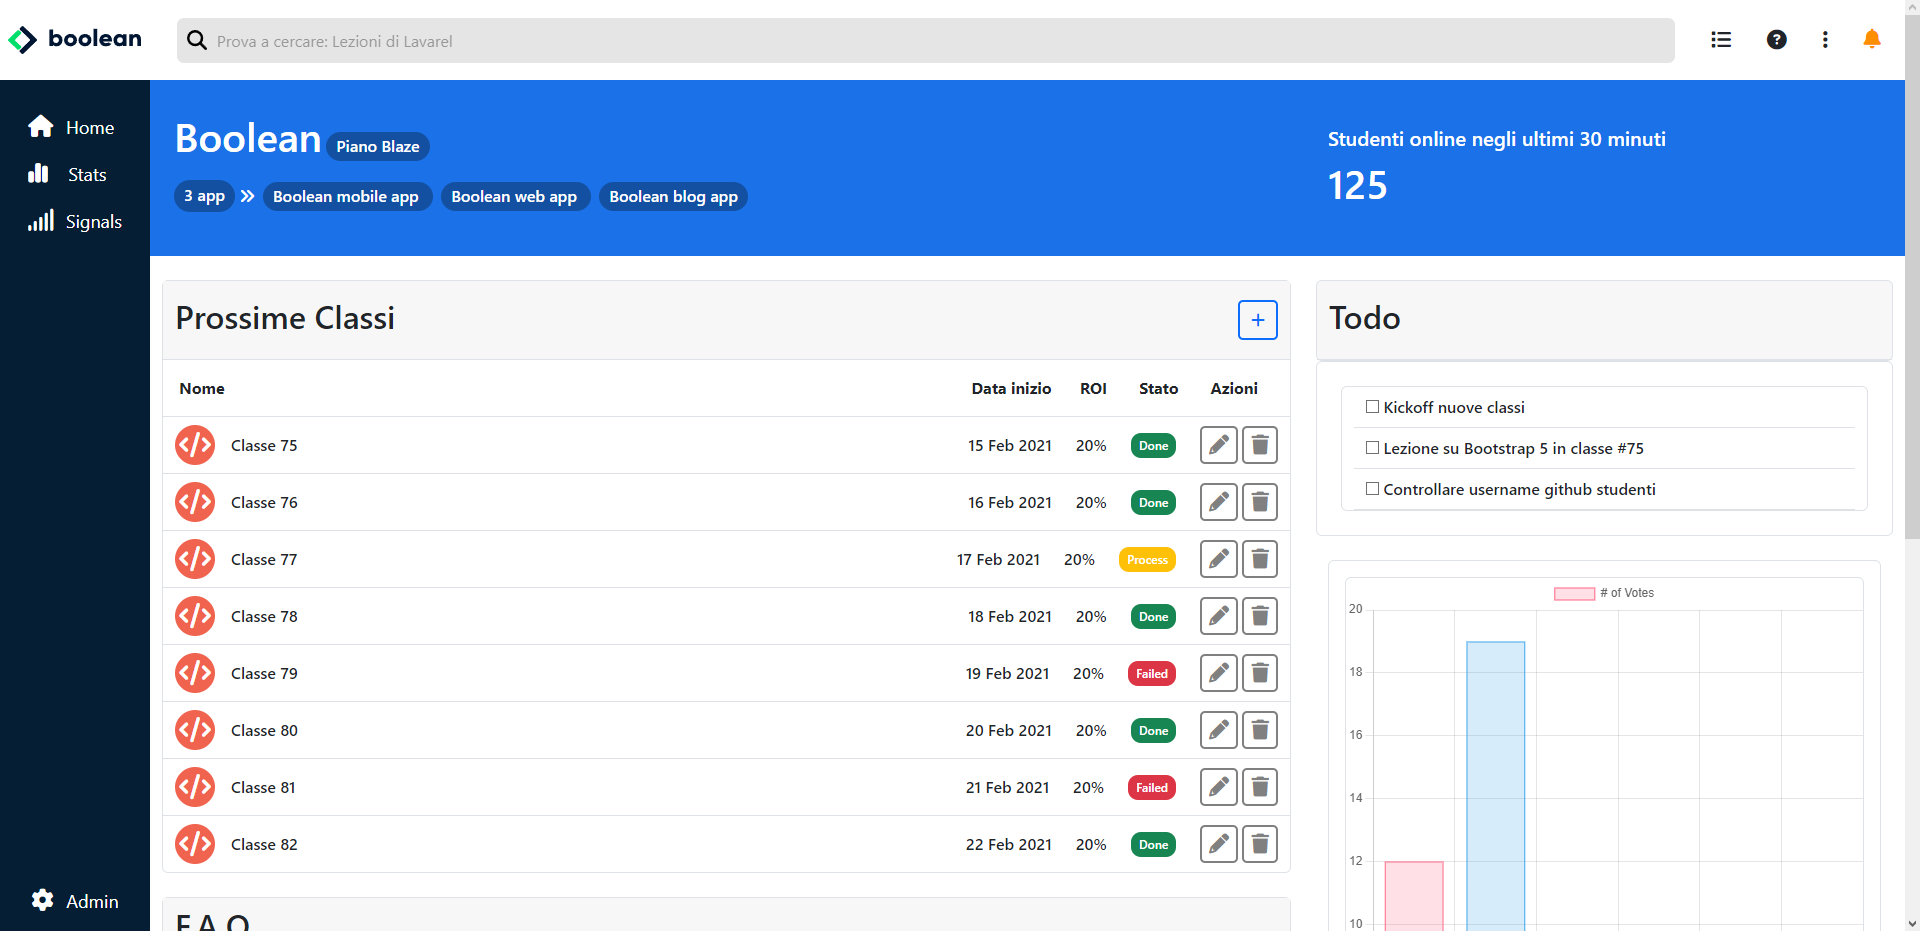 boolean
Prova a cercare: Lezioni di Lavarel
Home
Stats
Signals
Admin
Boolean Piano Blaze
3 app Boolean mobile app Boolean web app Boolean blog app
Studenti online negli ultimi 30 minuti
125
Prossime Classi
+
Nome Data inizio ROI Stato Azioni
Classe 75 15 Feb 2021 20% Done
Classe 76 16 Feb 2021 20% Done
Classe 77 17 Feb 2021 20% Process
Classe 78 18 Feb 2021 20% Done
Classe 79 19 Feb 2021 20% Failed
Classe 80 20 Feb 2021 20% Done
Classe 81 21 Feb 2021 20% Failed
Classe 82 22 Feb 2021 20% Done
F.A.Q
Todo
Kickoff nuove classi
Lezione su Bootstrap 5 in classe #75
Controllare username github studenti
# of Votes
20
18
16
14
12
10